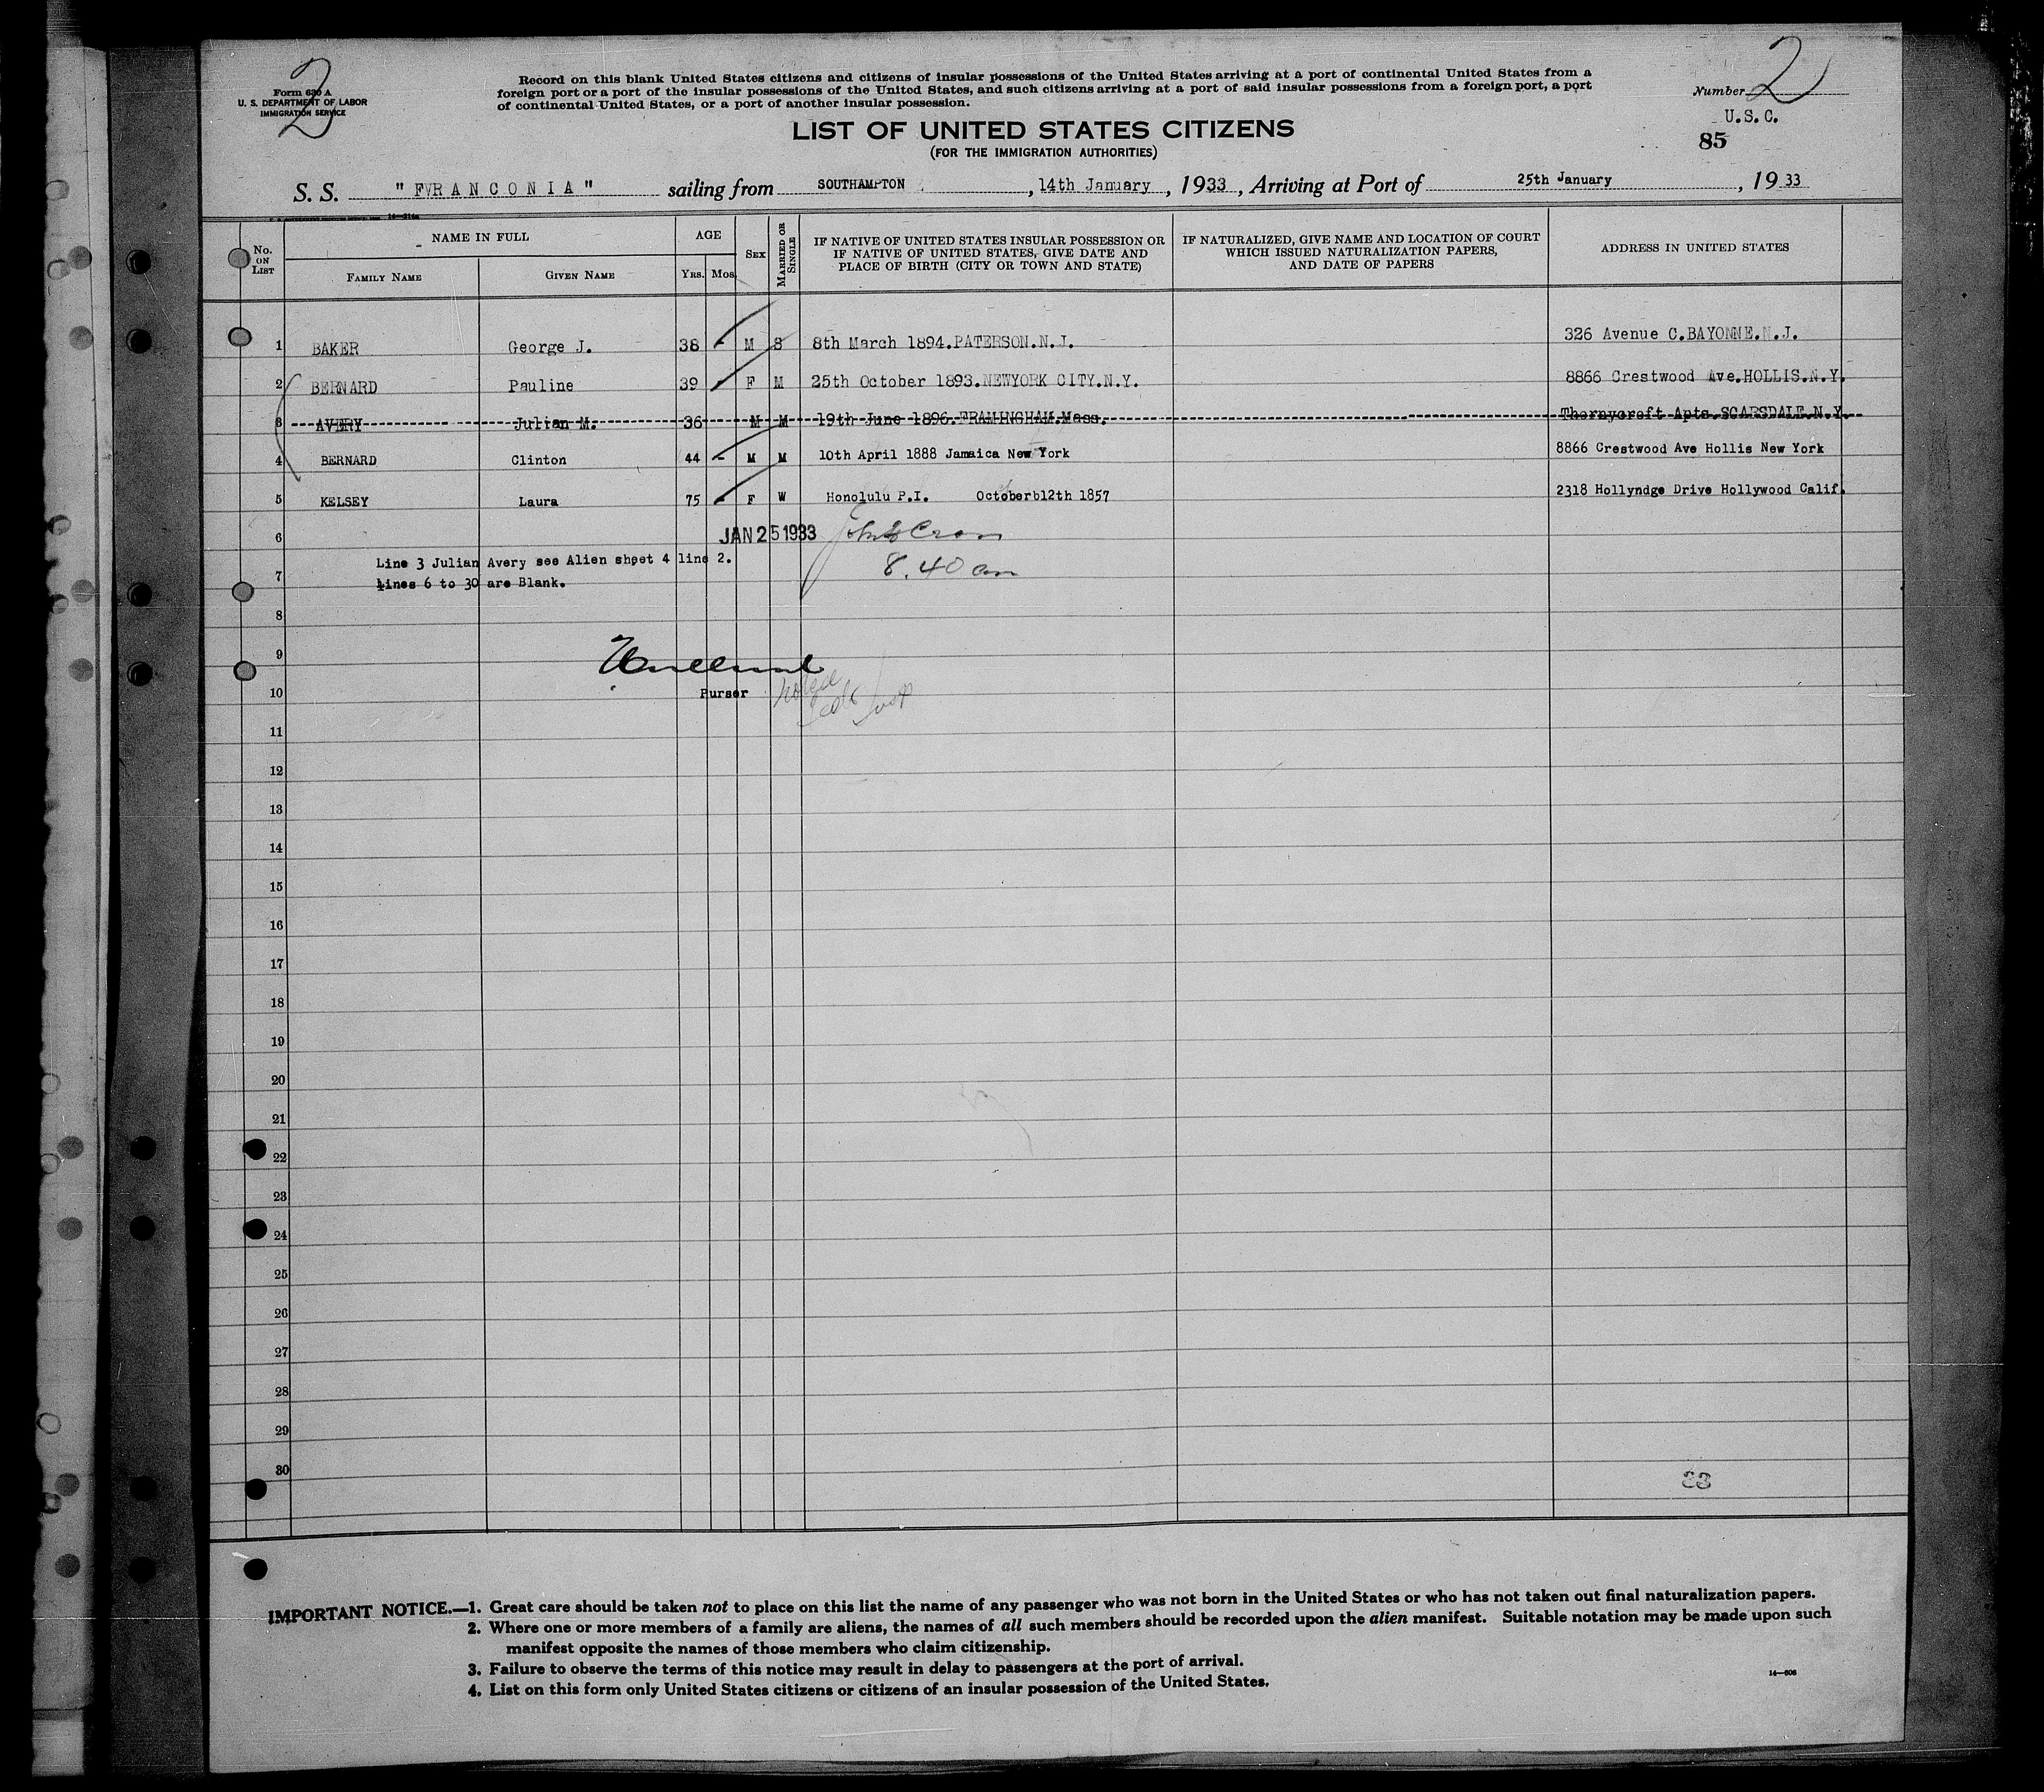 2
2
Form 630 A
U. S. DEPARTMENT OF LABOR
IMMIGRATION SERVICE
Record on this blank United States citizens and citizens of insular possessions of the United States arriving at a port of continental United States from a
foreign port or a port of the insular possessions of the United States, and such citizens arriving at a port of said insular possessions from a foreign port, a port
of continental United States, or a port of another insular possession.
Number
U.S.C.
85
LIST OF UNITED STATES CITIZENS
(FOR THE IMMIGRATION AUTHORITIES)
S. S. "FVRANCONIA" sailing from SOUTHAMPTON, 14th January, 1933, Arriving at Port of 25th January, 1933
No. ON LIST
NAME IN FULL
FAMILY NAME
GIVEN NAME
AGE
YRS. MOS.
SEX
MARRIED OR SINGLE
IF NATIVE OF UNITED STATES INSULAR POSSESSION OR
IF NATIVE OF UNITED STATES, GIVE DATE AND
PLACE OF BIRTH (CITY OR TOWN AND STATE)
IF NATURALIZED, GIVE NAME AND LOCATION OF COURT
WHICH ISSUED NATURALIZATION PAPERS,
AND DATE OF PAPERS
ADDRESS IN UNITED STATES
1 BAKER George J. 38 - M S 8th March 1894.PATERSON.N.J. 326 Avenue C.BAYONNE.N.J.
2 BERNARD Pauline 39 - F M 25th October 1893.NEWYORK CITY.N.Y. 8866 Crestwood Ave.HOLLIS.N.Y.
3 AVERY Julian M. 36 M M 19th June 1896.FRAMINGHAM.Mass. Thornycroft Apts.SCARSDALE.N.Y.
4 BERNARD Clinton 44 - M M 10th April 1888 Jamaica New York 8866 Crestwood Ave Hollis New York
5 KELSEY Laura 75 - F W Honolulu P.I. Octoberb12th 1857 2318 Hollyndge Drive Hollywood Calif.
6 JAN 25 1933
Line 3 Julian Avery see Alien sheet 4 line 2.
7 8.40 am
Lines 6 to 30 are Blank.
8
9
10 Purser
11
12
13
14
15
16
17
18
19
20
21
22
23
24
25
26
27
28
29
30
33
IMPORTANT NOTICE.—1. Great care should be taken not to place on this list the name of any passenger who was not born in the United States or who has not taken out final naturalization papers.
2. Where one or more members of a family are aliens, the names of all such members should be recorded upon the alien manifest. Suitable notation may be made upon such
manifest opposite the names of those members who claim citizenship.
3. Failure to observe the terms of this notice may result in delay to passengers at the port of arrival.
4. List on this form only United States citizens or citizens of an insular possession of the United States.
14—606